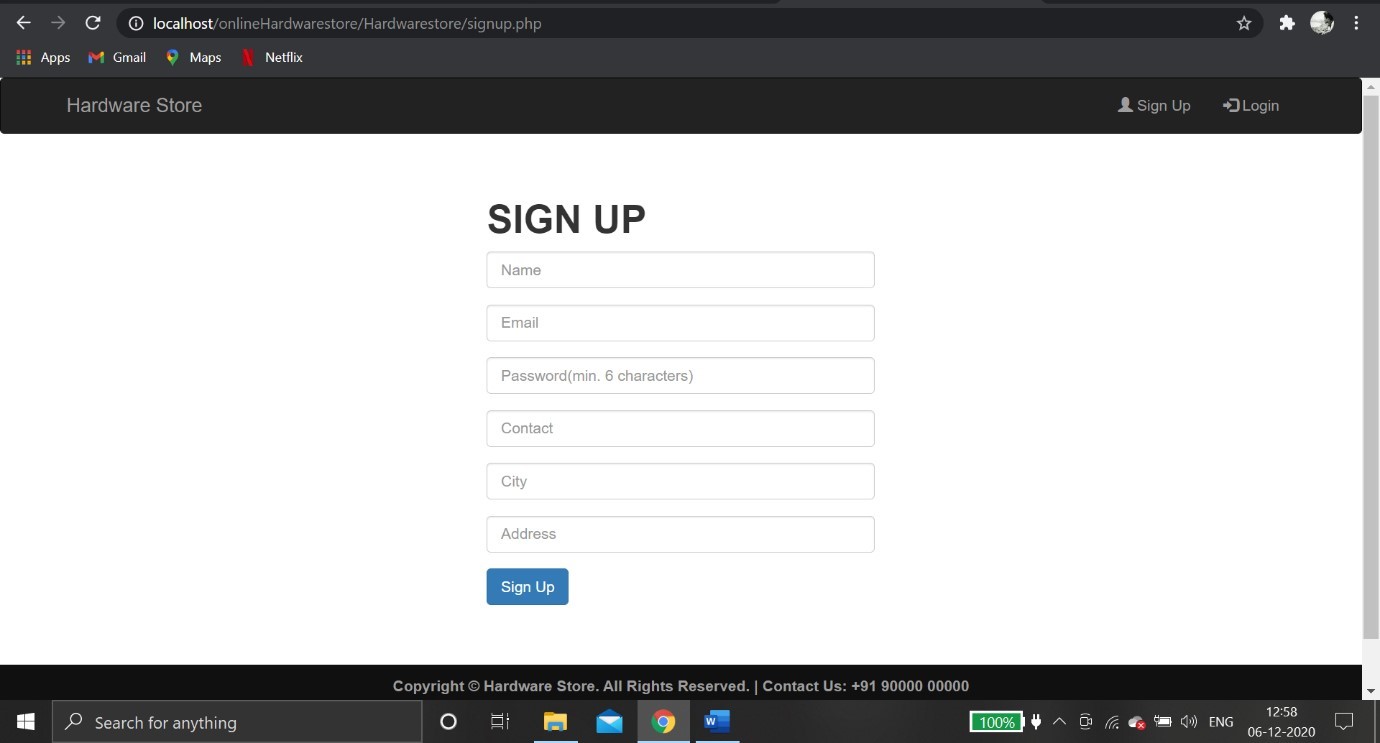 localhost/onlineHardwarestore/Hardwarestore/signup.php
Apps Gmail Maps Netflix
Hardware Store Sign Up Login
SIGN UP
Name
Email
Password(min. 6 characters)
Contact
City
Address
Sign Up
Copyright © Hardware Store. All Rights Reserved. | Contact Us: +91 90000 00000
Search for anything
W
100%
ENG
12:58
06-12-2020